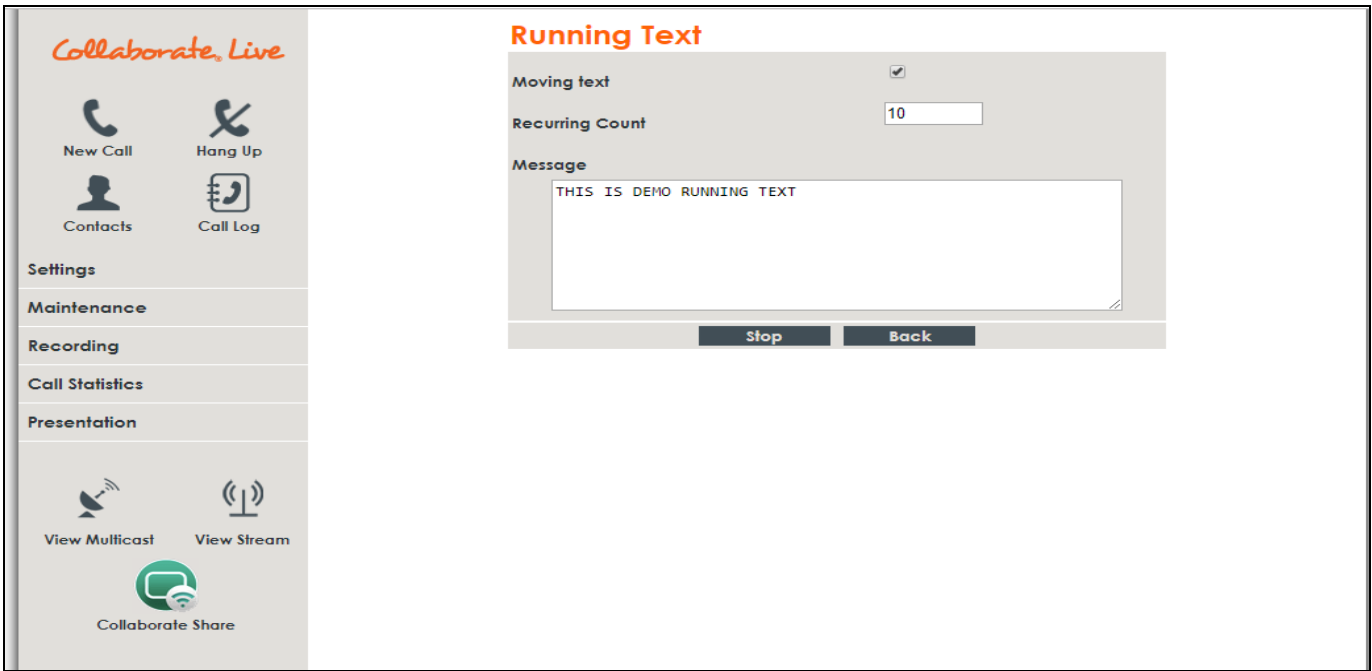 Collaborate® Live
New Call
Hang Up
Contacts
Call Log
Settings
Maintenance
Recording
Call Statistics
Presentation
View Multicast
View Stream
Collaborate Share
Running Text
Moving text
Recurring Count
10
Message
THIS IS DEMO RUNNING TEXT
Stop
Back